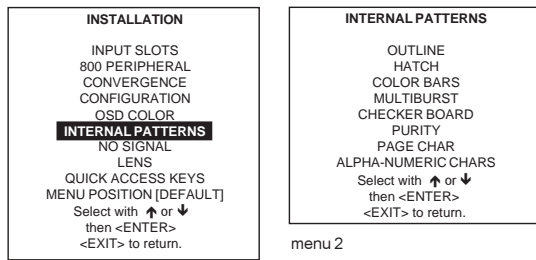 INSTALLATION
INPUT SLOTS
800 PERIPHERAL
CONVERGENCE
CONFIGURATION
OSD COLOR
INTERNAL PATTERNS
NO SIGNAL
LENS
QUICK ACCESS KEYS
MENU POSITION [DEFAULT]
Select with ↑ or ↓
then <ENTER>
<EXIT> to return.
INTERNAL PATTERNS
OUTLINE
HATCH
COLOR BARS
MULTIBURST
CHECKER BOARD
PURITY
PAGE CHAR
ALPHA-NUMERIC CHARS
Select with ↑ or ↓
then <ENTER>
<EXIT> to return.
menu 2